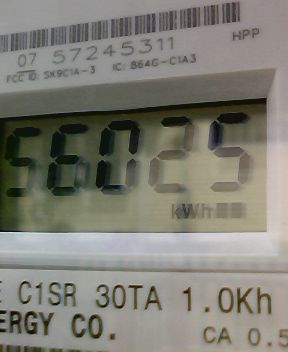 HPP
07 57245311
FCC ID: SK9C1A-3 IC: 864G-C1A3
56025
kWh
E C1SR 30TA 1.0Kh
ERGY CO.
CA 0.5